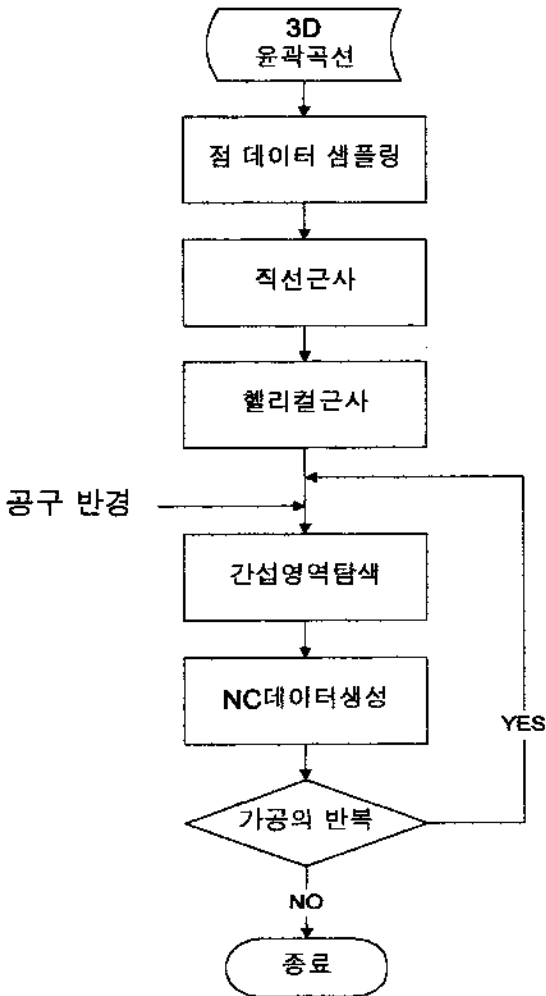 3D
윤곽곡선
점 데이터 샘플링
직선근사
헬리컬근사
공구 반경
간섭영역탐색
NC데이터생성
YES
가공의 반복
NO
종료